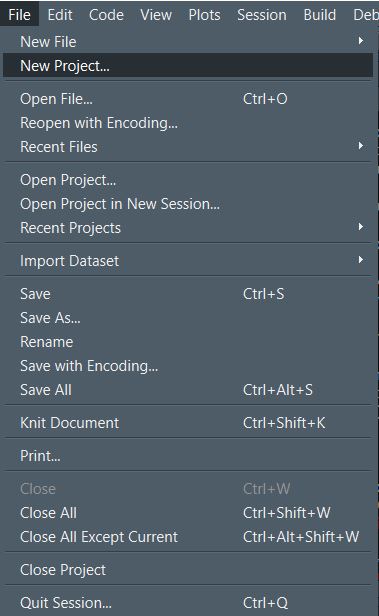 File Edit Code View Plots Session Build Deb
New File
New Project...
Open File... Ctrl+O
Reopen with Encoding...
Recent Files
Open Project...
Open Project in New Session...
Recent Projects
Import Dataset
Save Ctrl+S
Save As...
Rename
Save with Encoding...
Save All Ctrl+Alt+S
Knit Document Ctrl+Shift+K
Print...
Close Ctrl+W
Close All Ctrl+Shift+W
Close All Except Current Ctrl+Alt+Shift+W
Close Project
Quit Session... Ctrl+Q